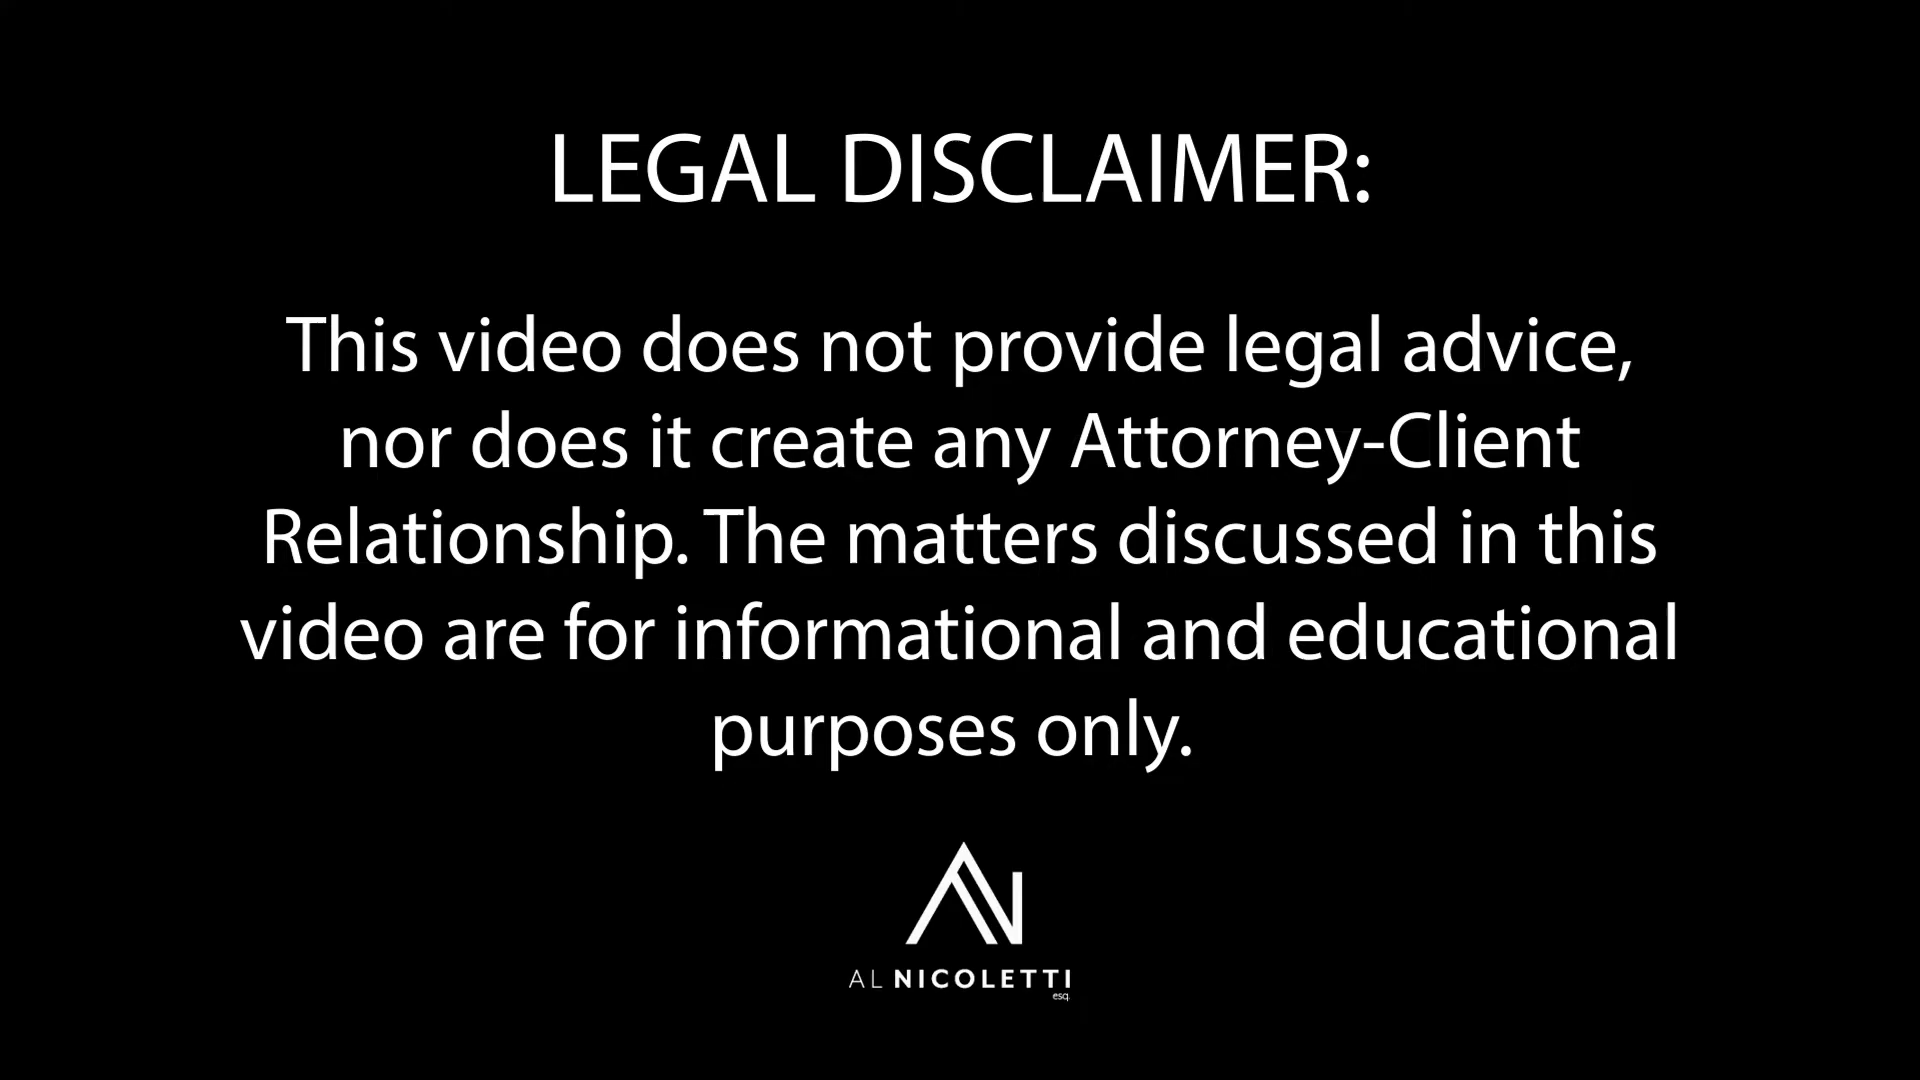 LEGAL DISCLAIMER:
This video does not provide legal advice,
nor does it create any Attorney-Client
Relationship. The matters discussed in this
video are for informational and educational
purposes only.
AL NICOLETTI
esq.